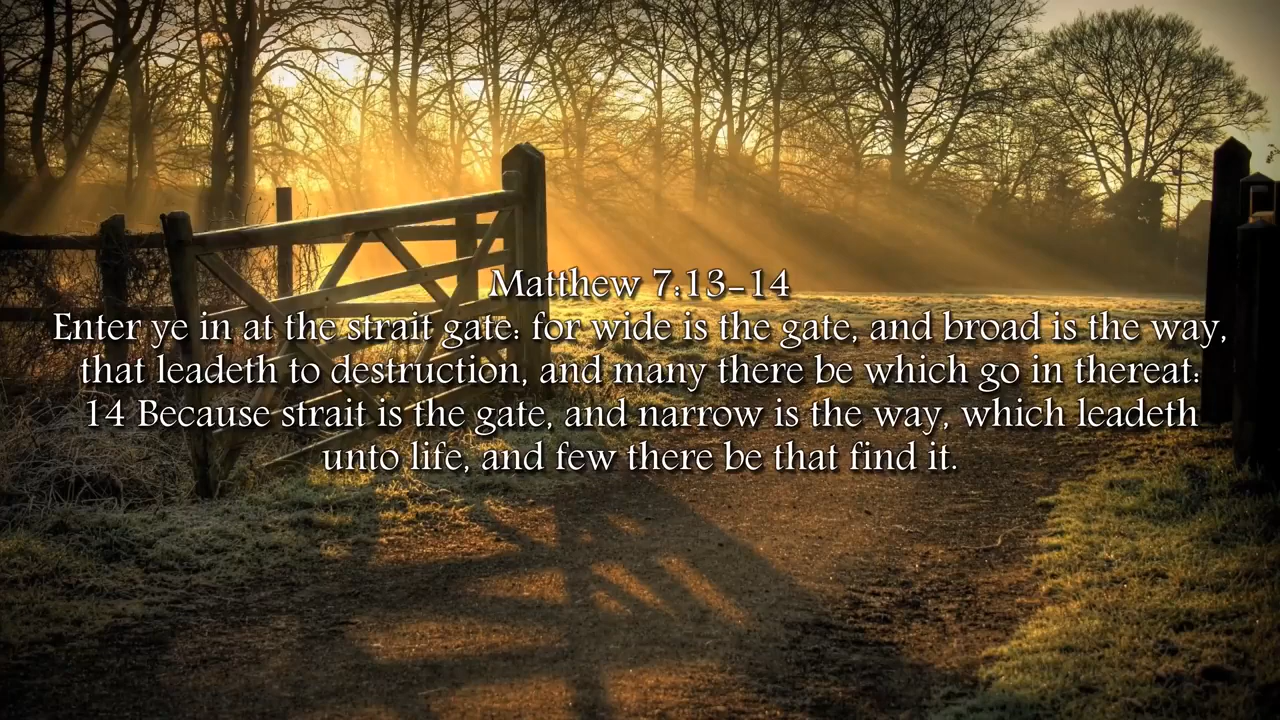 Matthew 7:13-14
Enter ye in at the strait gate: for wide is the gate, and broad is the way,
that leadeth to destruction, and many there be which go in thereat:
14 Because strait is the gate, and narrow is the way, which leadeth
unto life, and few there be that find it.